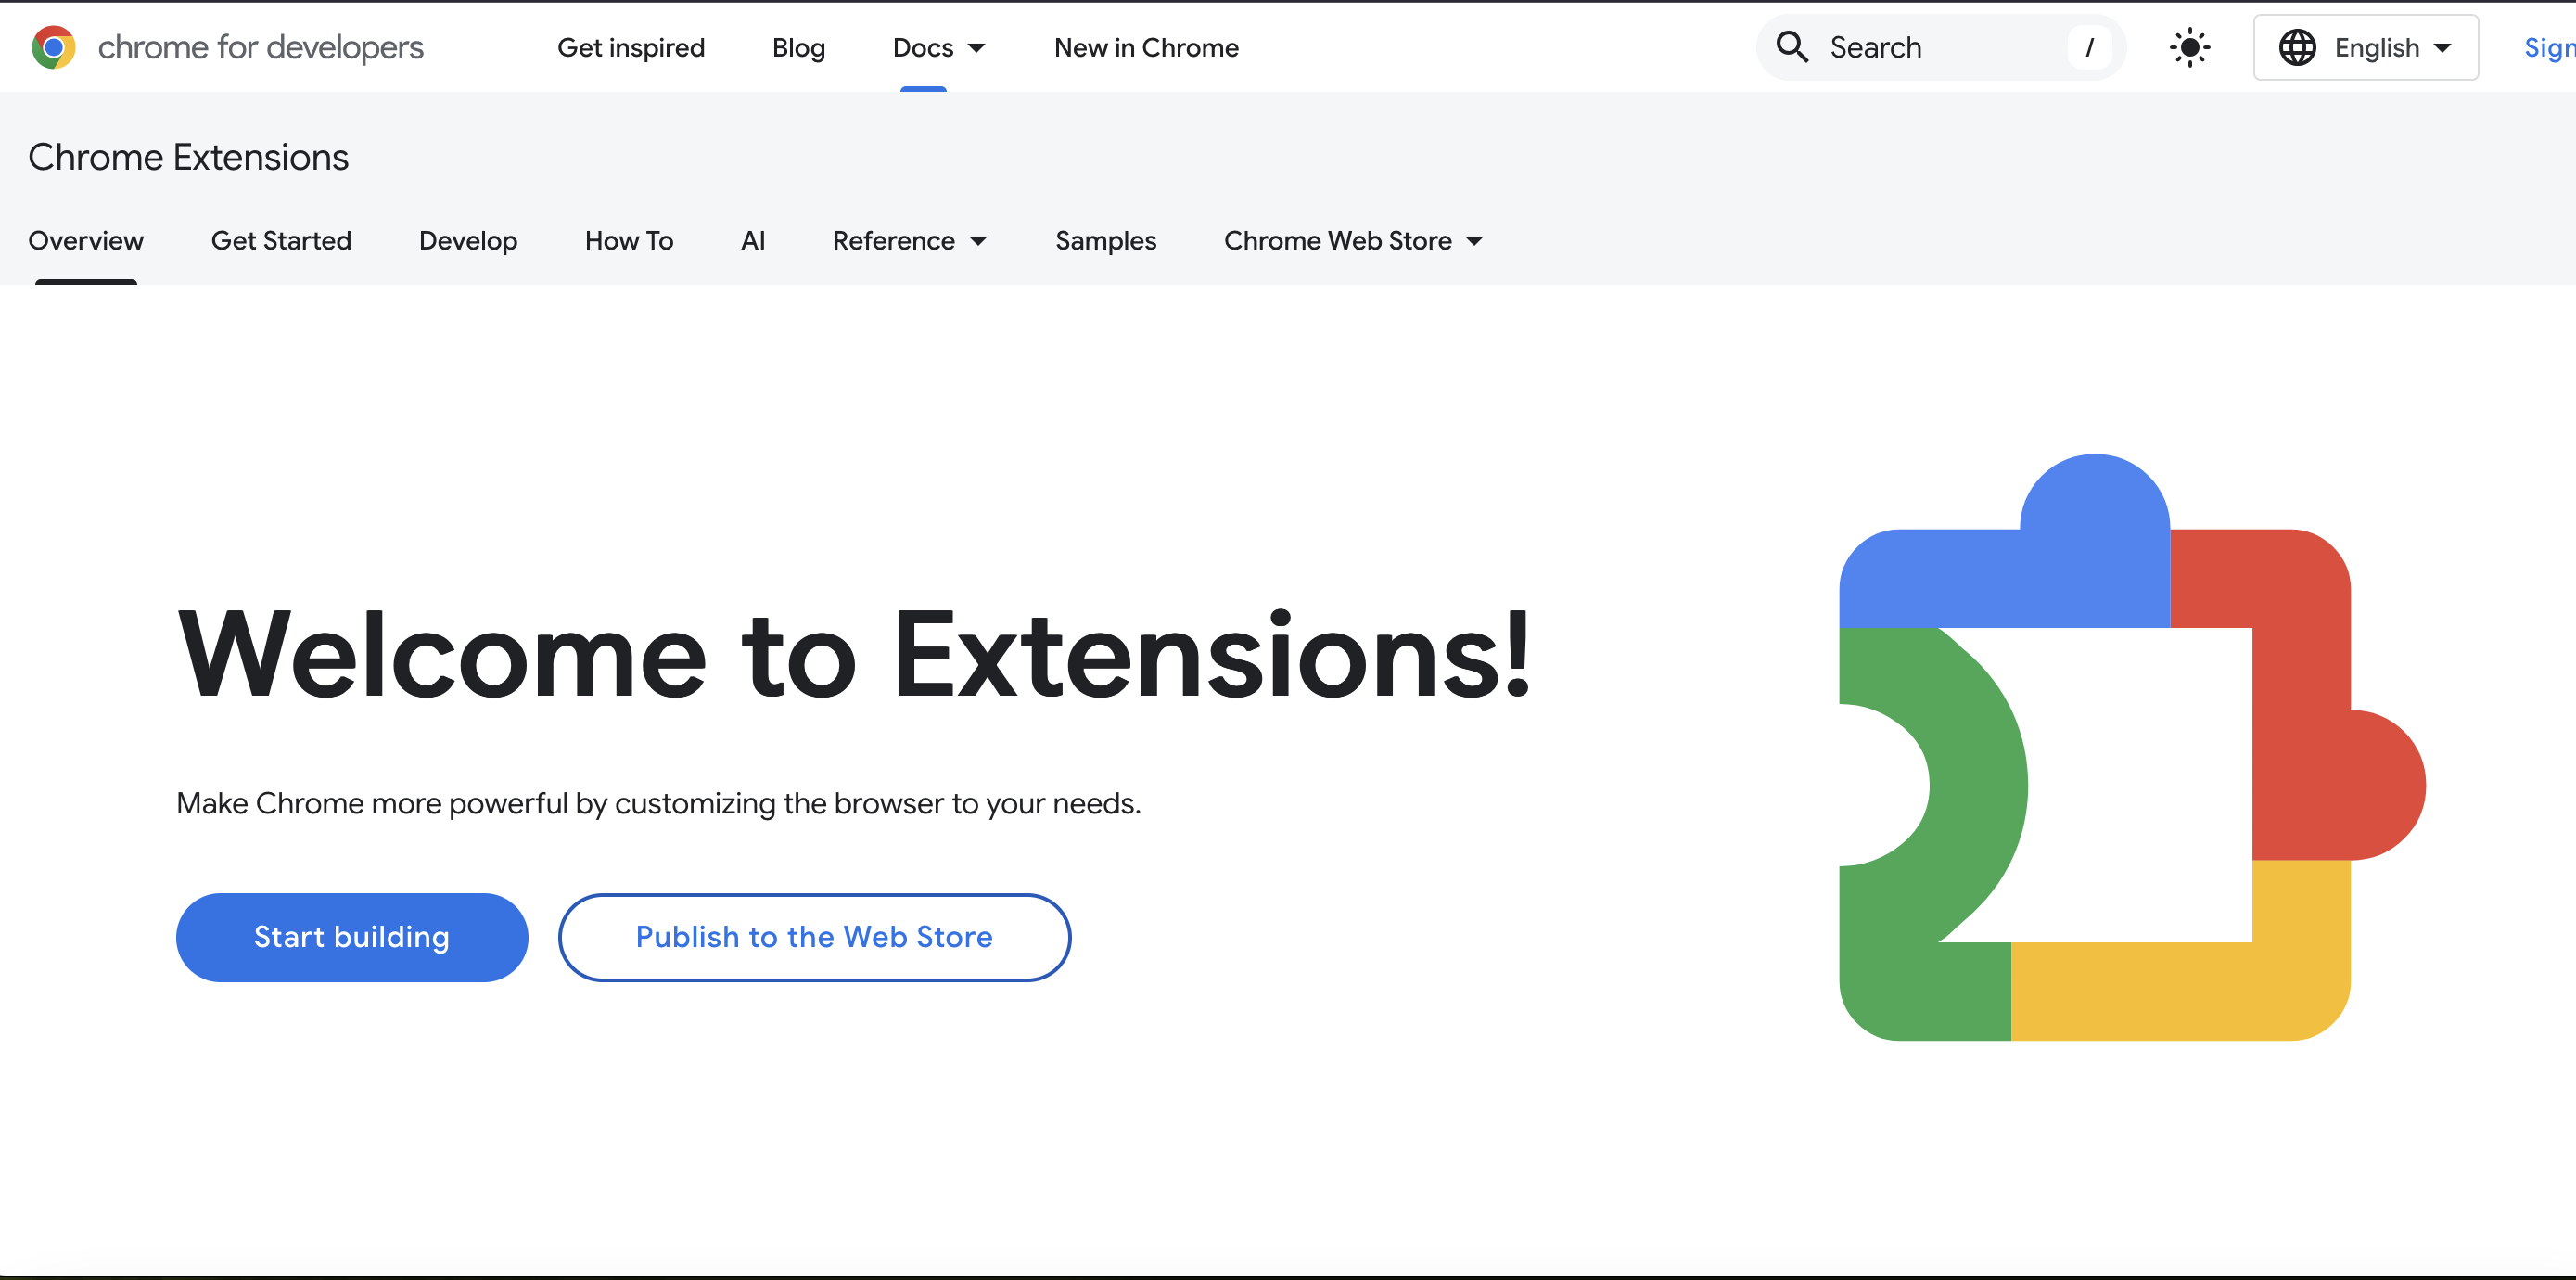 chrome for developers Get inspired Blog Docs New in Chrome Search / English Sign
Chrome Extensions
Overview Get Started Develop How To AI Reference Samples Chrome Web Store
Welcome to Extensions!
Make Chrome more powerful by customizing the browser to your needs.
Start building Publish to the Web Store